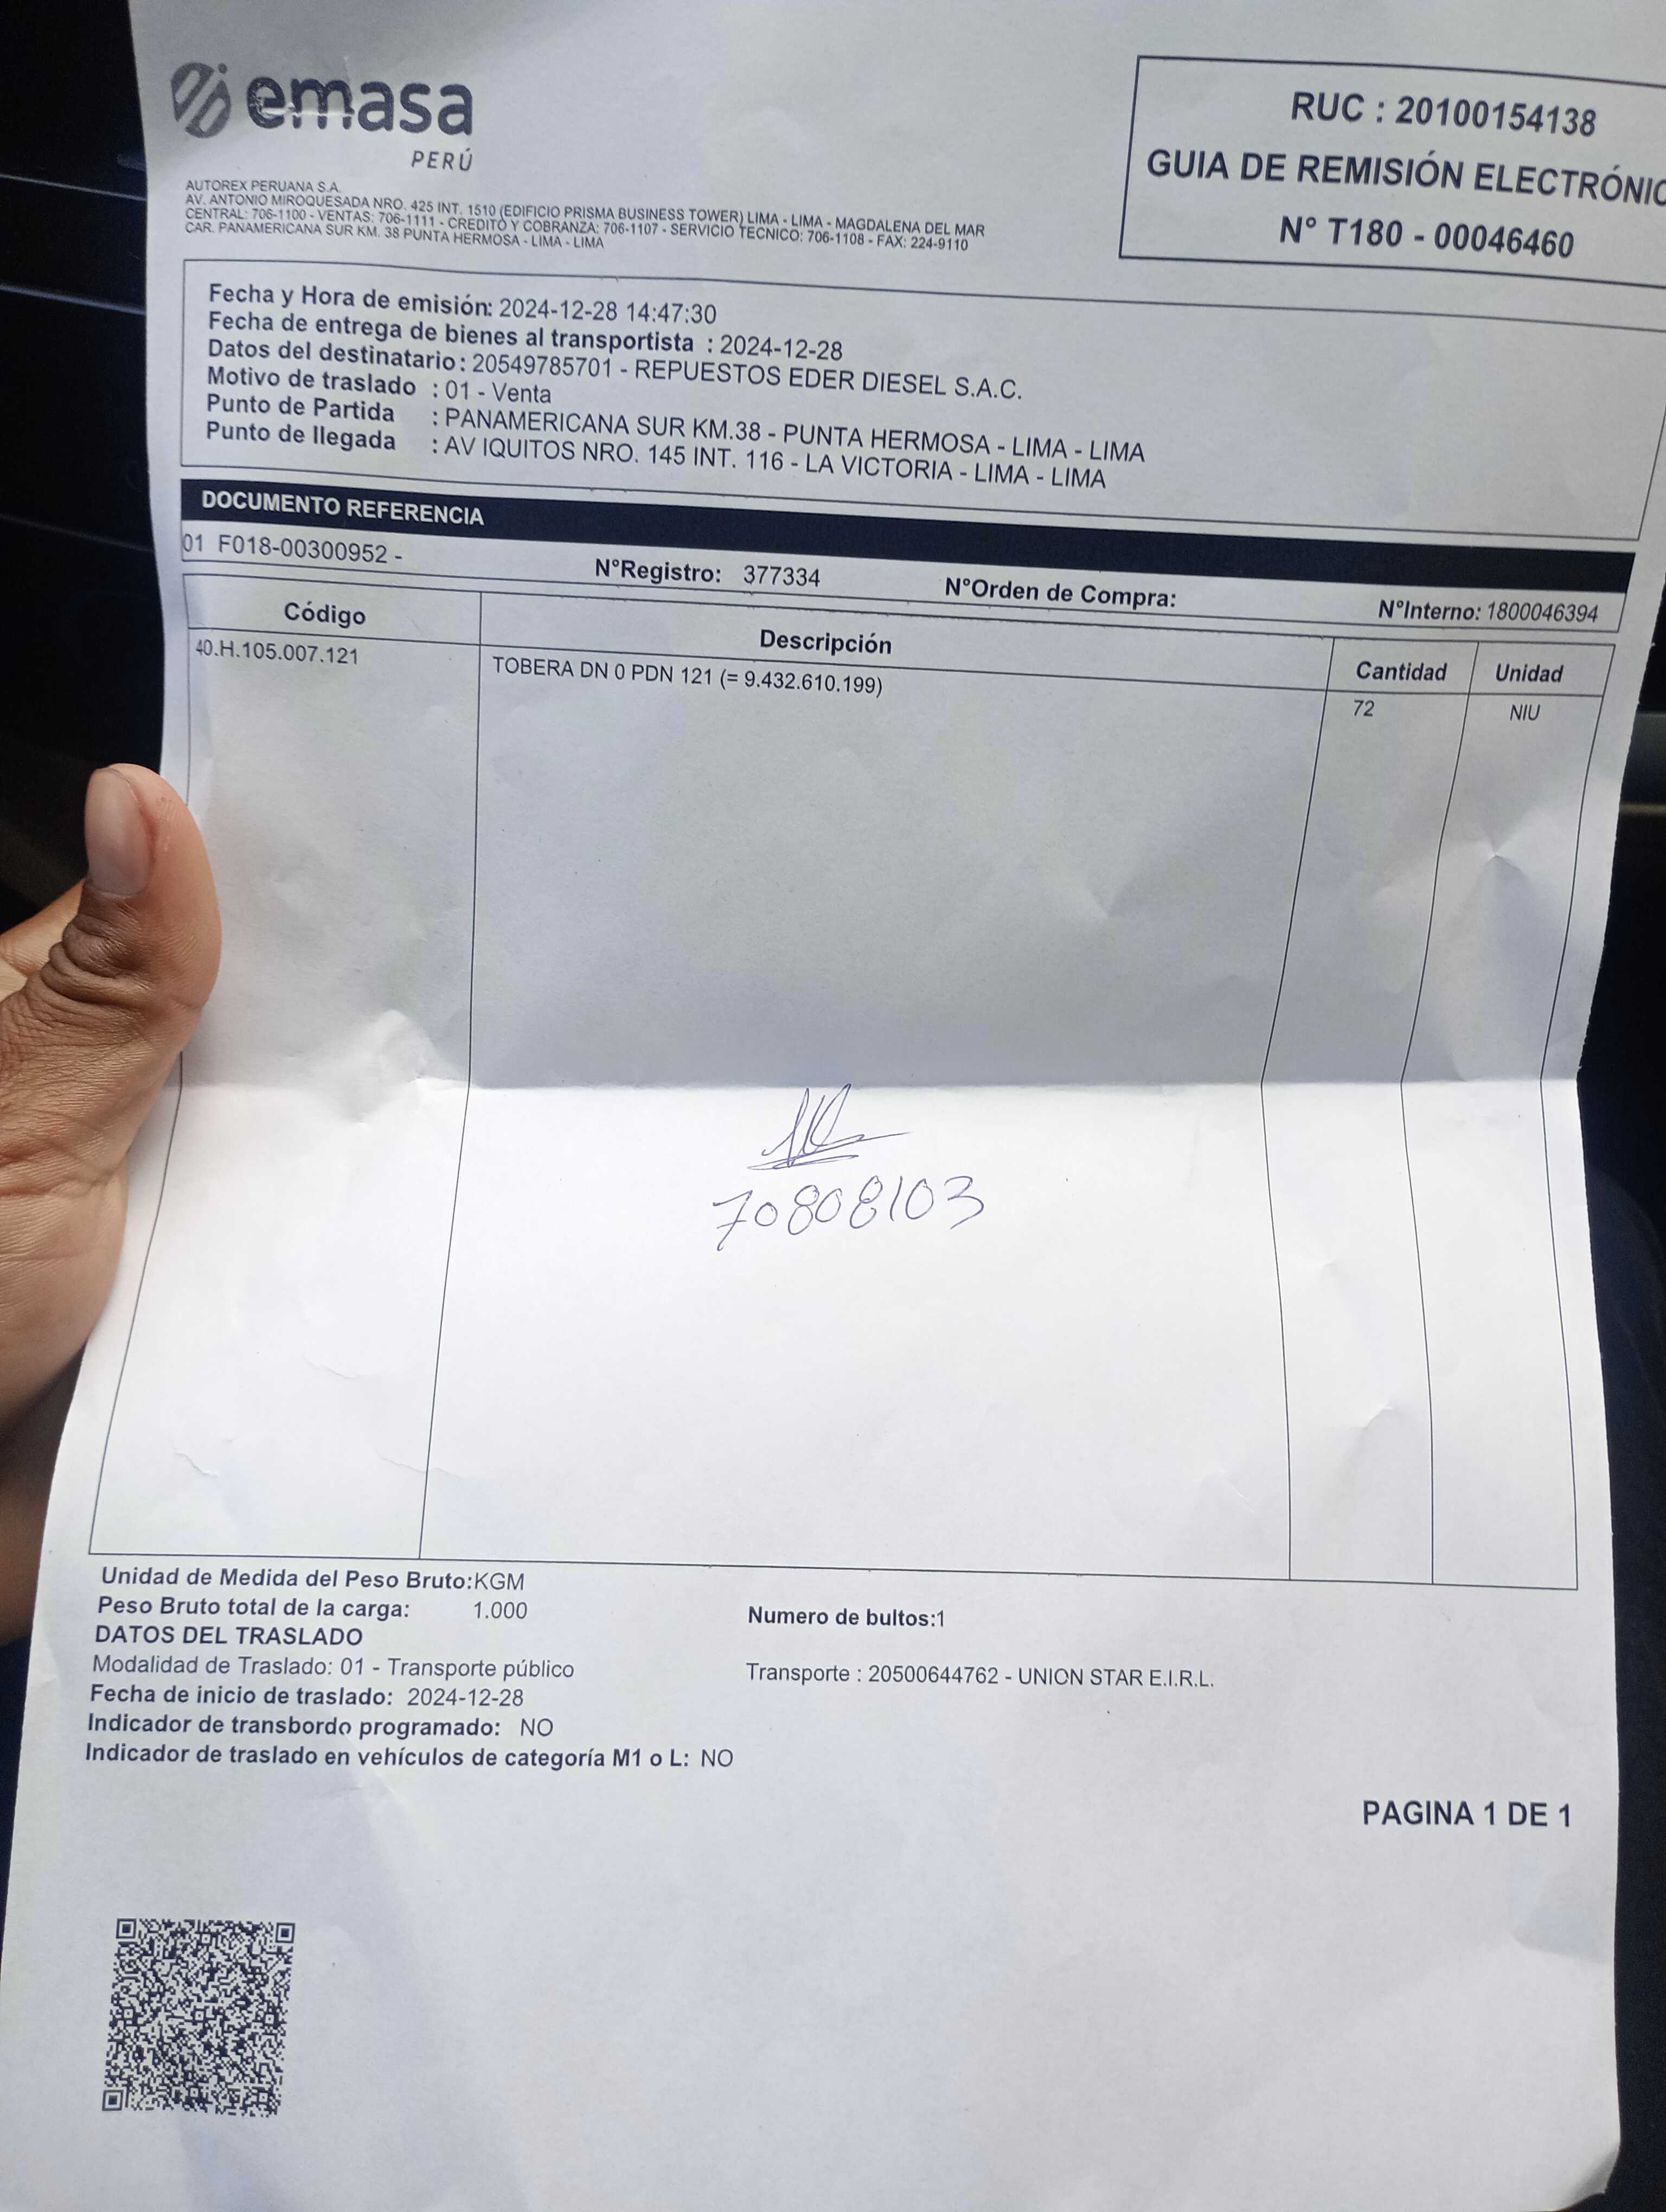 emasa
PERÚ
RUC : 20100154138
GUIA DE REMISIÓN ELECTRÓNIC
N° T180 - 00046460
AUTOREX PERUANA S.A.
AV. ANTONIO MIROQUESADA NRO. 425 INT. 1510 (EDIFICIO PRISMA BUSINESS TOWER) LIMA - LIMA - MAGDALENA DEL MAR
CENTRAL: 706-1100 - VENTAS: 706-1111 - CREDITO Y COBRANZA: 706-1107 - SERVICIO TECNICO: 706-1108 - FAX: 224-9110
CAR. PANAMERICANA SUR KM. 38 PUNTA HERMOSA - LIMA - LIMA
Fecha y Hora de emisión: 2024-12-28 14:47:30
Fecha de entrega de bienes al transportista : 2024-12-28
Datos del destinatario : 20549785701 - REPUESTOS EDER DIESEL S.A.C.
Motivo de traslado : 01 - Venta
Punto de Partida : PANAMERICANA SUR KM.38 - PUNTA HERMOSA - LIMA - LIMA
Punto de llegada : AV IQUITOS NRO. 145 INT. 116 - LA VICTORIA - LIMA - LIMA
DOCUMENTO REFERENCIA
01 F018-00300952 - N°Registro: 377334 N°Orden de Compra: N°Interno: 1800046394
Código Descripción Cantidad Unidad
40.H.105.007.121 TOBERA DN 0 PDN 121 (= 9.432.610.199) 72 NIU
70808103
Unidad de Medida del Peso Bruto:KGM
Peso Bruto total de la carga: 1.000 Numero de bultos:1
DATOS DEL TRASLADO
Modalidad de Traslado: 01 - Transporte público Transporte : 20500644762 - UNION STAR E.I.R.L.
Fecha de inicio de traslado: 2024-12-28
Indicador de transbordo programado: NO
Indicador de traslado en vehículos de categoría M1 o L: NO
PAGINA 1 DE 1